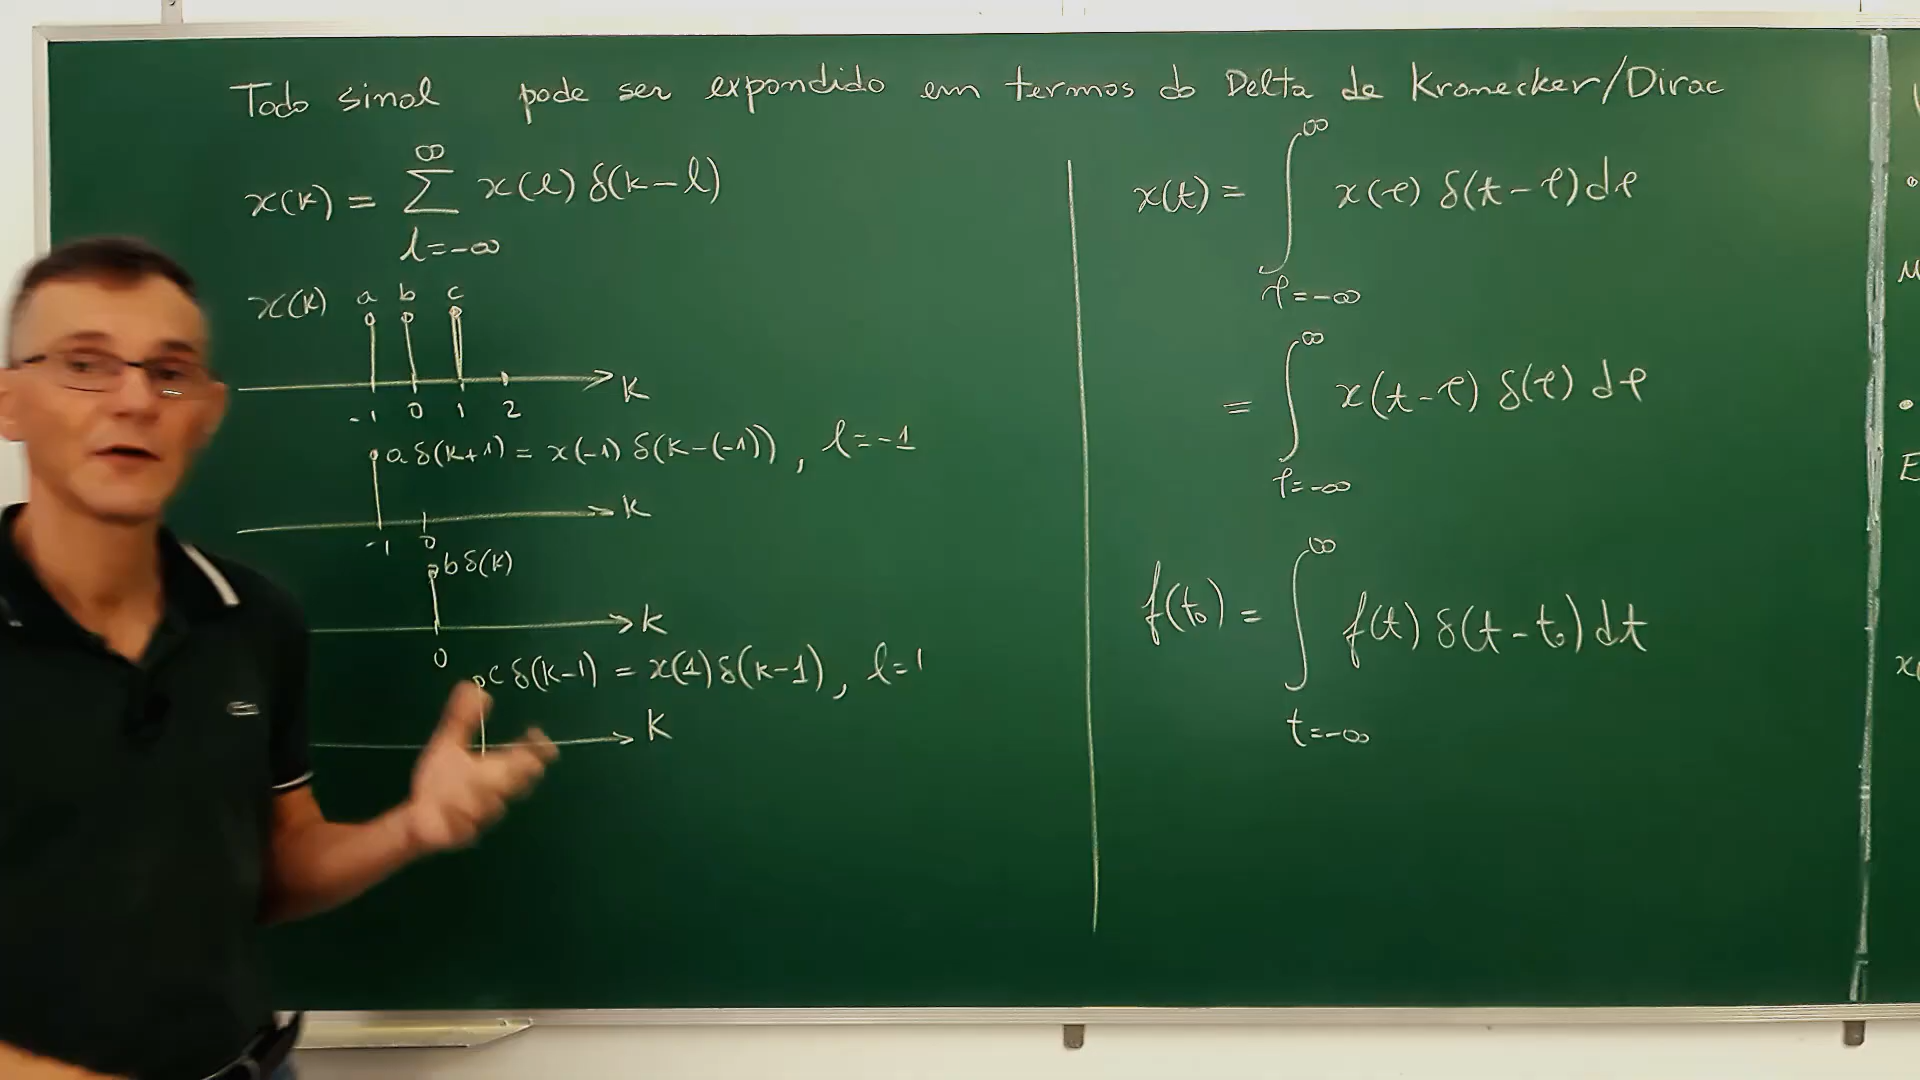 Todo sinal pode ser expandido em termos do Delta de Kronecker/Dirac
x(k) = ∑ x(l) δ(k-l)
∞
l=-∞
x(k) a b c
k
-1 0 1 2
a δ(k+1) = x(-1) δ(k-(-1)), l=-1
k
-1 0
b δ(k)
k
0
c δ(k-1) = x(1) δ(k-1), l=1
k
∞
x(t) = ∫ x(τ) δ(t-τ) dτ
τ=-∞
∞
= ∫ x(t-τ) δ(τ) dτ
τ=-∞
∞
f(t₀) = ∫ f(t) δ(t-t₀) dt
t=-∞